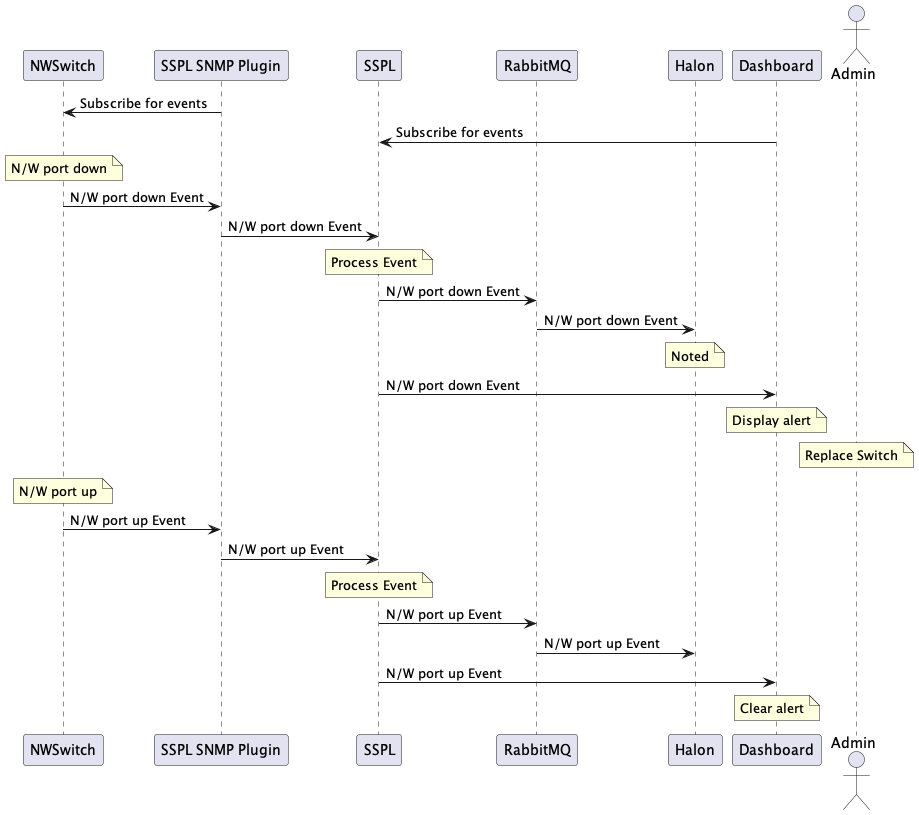 Admin
NWSwitch
SSPL SNMP Plugin
SSPL
RabbitMQ
Halon
Dashboard
Subscribe for events
Subscribe for events
N/W port down
N/W port down Event
N/W port down Event
Process Event
N/W port down Event
N/W port down Event
Noted
N/W port down Event
Display alert
Replace Switch
N/W port up
N/W port up Event
N/W port up Event
Process Event
N/W port up Event
N/W port up Event
N/W port up Event
Clear alert
NWSwitch
SSPL SNMP Plugin
SSPL
RabbitMQ
Halon
Dashboard
Admin